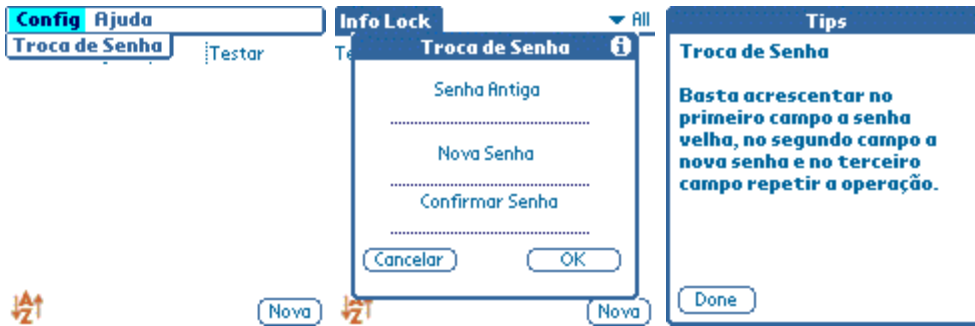 Config Ajuda
Troca de Senha
Testar
Nova
Info Lock
All
Te
Troca de Senha
Senha Antiga
Nova Senha
Confirmar Senha
Cancelar OK
Nova
Tips
Troca de Senha
Basta acrescentar no
primeiro campo a senha
velha, no segundo campo a
nova senha e no terceiro
campo repetir a operação.
Done